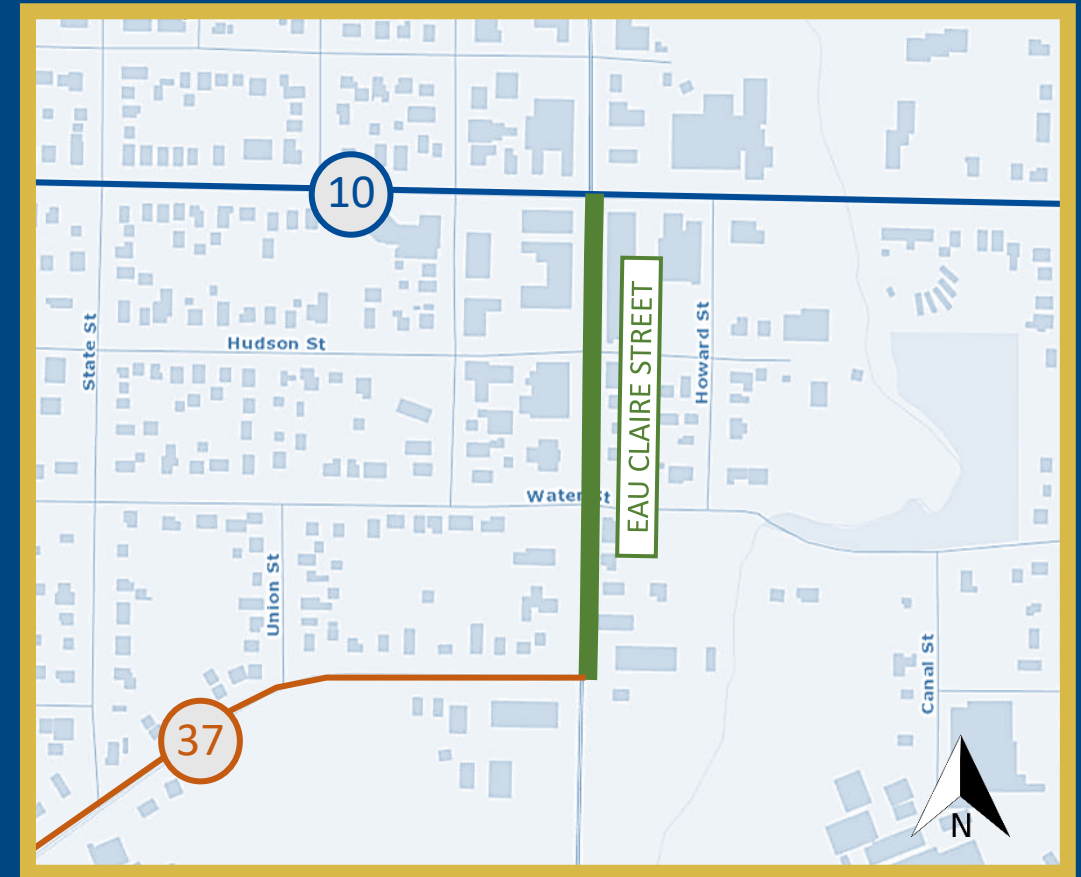 10
State St
Hudson St
EAU CLAIRE STREET
Howard St
Water St
Union St
Canal St
37
N